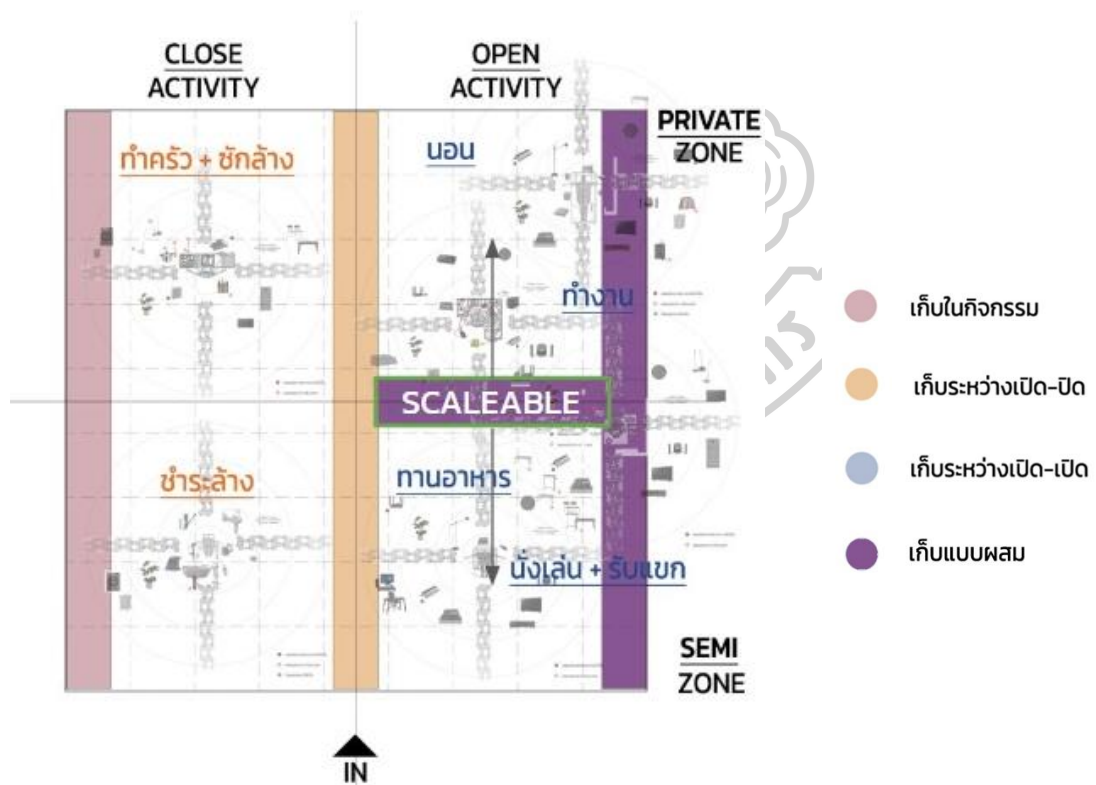 CLOSE
ACTIVITY
OPEN
ACTIVITY
PRIVATE
ZONE
ทำครัว + ซักล้าง
นอน
ทำงาน
SCALEABLE
ชำระล้าง
ทานอาหาร
นั่งเล่น + รับแขก
SEMI
ZONE
IN
เก็บในกิจกรรม
เก็บระหว่างเปิด-ปิด
เก็บระหว่างเปิด-เปิด
เก็บแบบผสม